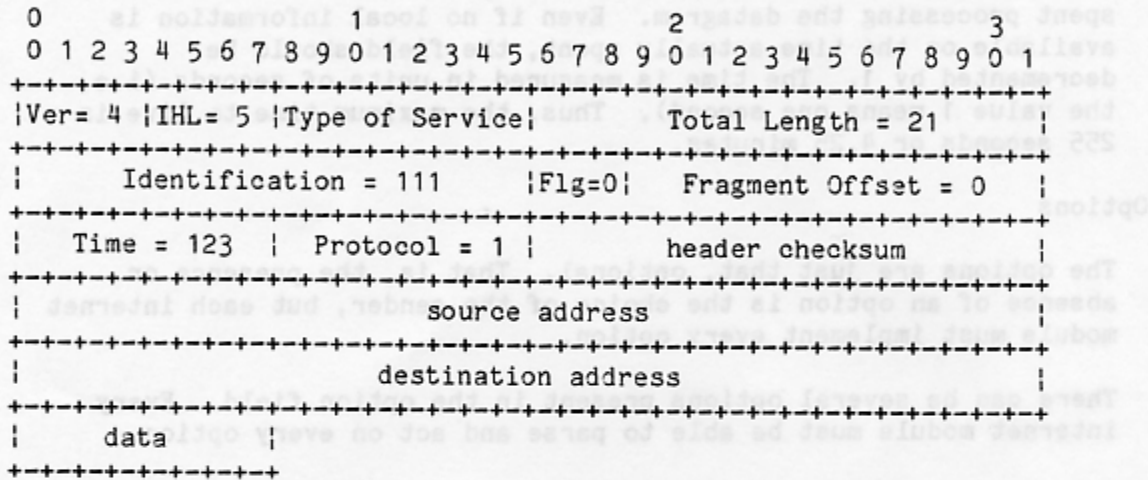 0                   1                   2                   3
0 1 2 3 4 5 6 7 8 9 0 1 2 3 4 5 6 7 8 9 0 1 2 3 4 5 6 7 8 9 0 1
+-+-+-+-+-+-+-+-+-+-+-+-+-+-+-+-+-+-+-+-+-+-+-+-+-+-+-+-+-+-+-+-+
|Ver= 4 |IHL= 5 |Type of Service|        Total Length = 21      |
+-+-+-+-+-+-+-+-+-+-+-+-+-+-+-+-+-+-+-+-+-+-+-+-+-+-+-+-+-+-+-+-+
|      Identification = 111     |Flg=0|   Fragment Offset = 0   |
+-+-+-+-+-+-+-+-+-+-+-+-+-+-+-+-+-+-+-+-+-+-+-+-+-+-+-+-+-+-+-+-+
|   Time = 123  |  Protocol = 1 |        header checksum        |
+-+-+-+-+-+-+-+-+-+-+-+-+-+-+-+-+-+-+-+-+-+-+-+-+-+-+-+-+-+-+-+-+
|                         source address                        |
+-+-+-+-+-+-+-+-+-+-+-+-+-+-+-+-+-+-+-+-+-+-+-+-+-+-+-+-+-+-+-+-+
|                      destination address                      |
+-+-+-+-+-+-+-+-+-+-+-+-+-+-+-+-+-+-+-+-+-+-+-+-+-+-+-+-+-+-+-+-+
|     data      |
+-+-+-+-+-+-+-+-+